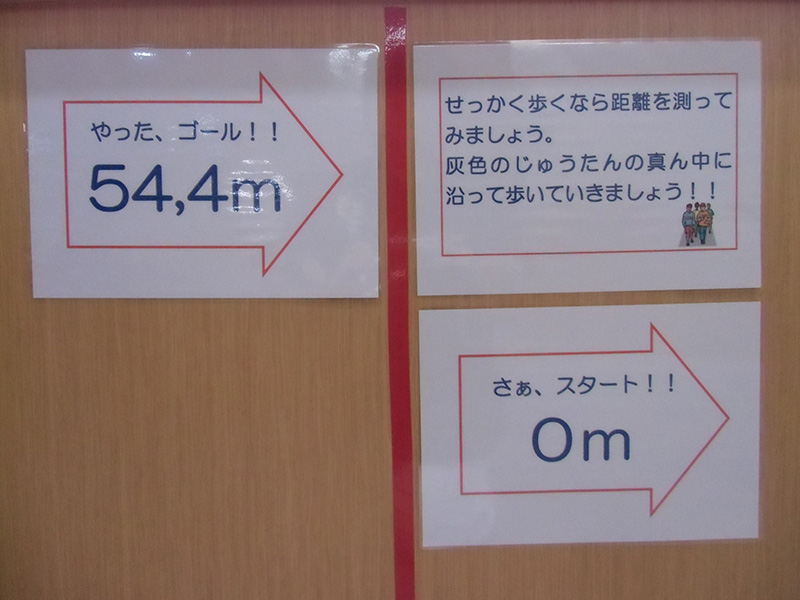 やった、ゴール！！
54,4m
せっかく歩くなら距離を測って
みましょう。
灰色のじゅうたんの真ん中に
沿って歩いていきましょう！！
さぁ、スタート！！
0m